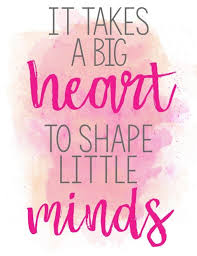 IT TAKES
A BIG
heart
TO SHAPE
LITTLE
minds